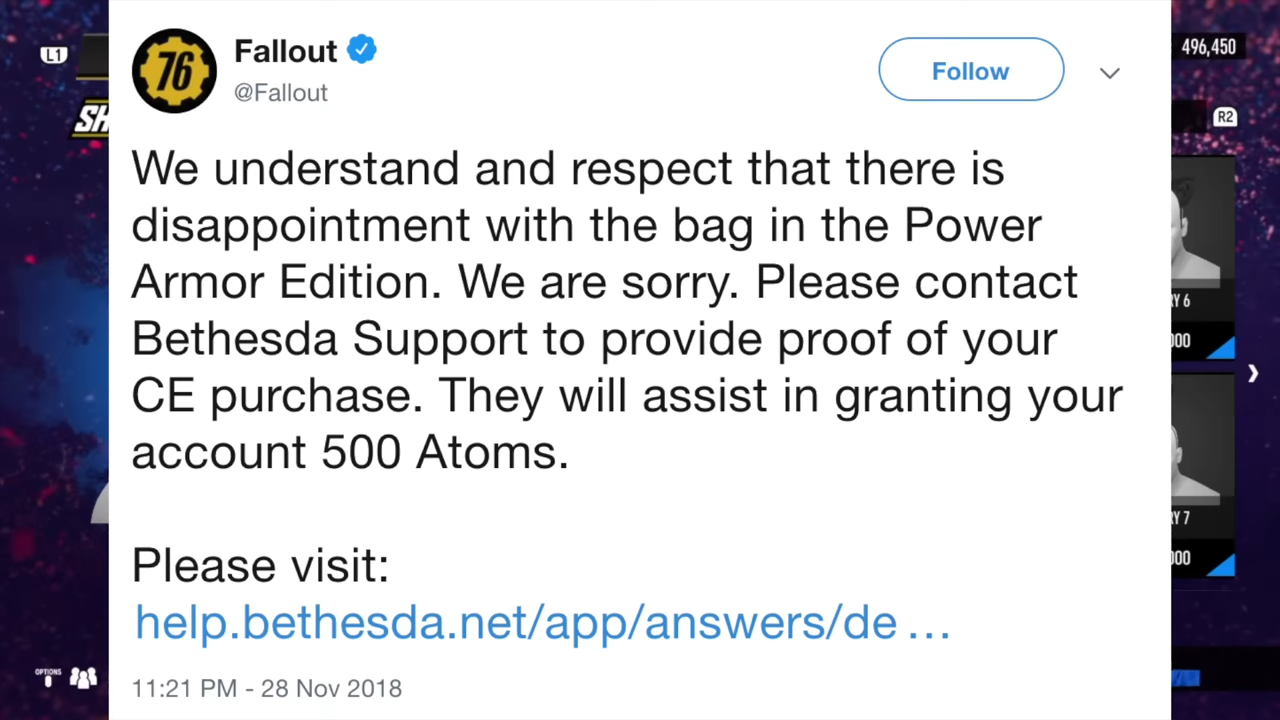 L1
SH
76
Fallout
@Fallout
Follow
496,450
R2
We understand and respect that there is
disappointment with the bag in the Power
Armor Edition. We are sorry. Please contact
Bethesda Support to provide proof of your
CE purchase. They will assist in granting your
account 500 Atoms.
Please visit:
help.bethesda.net/app/answers/de ...
11:21 PM - 28 Nov 2018
RY 6
000
RY 7
000
OPTIONS